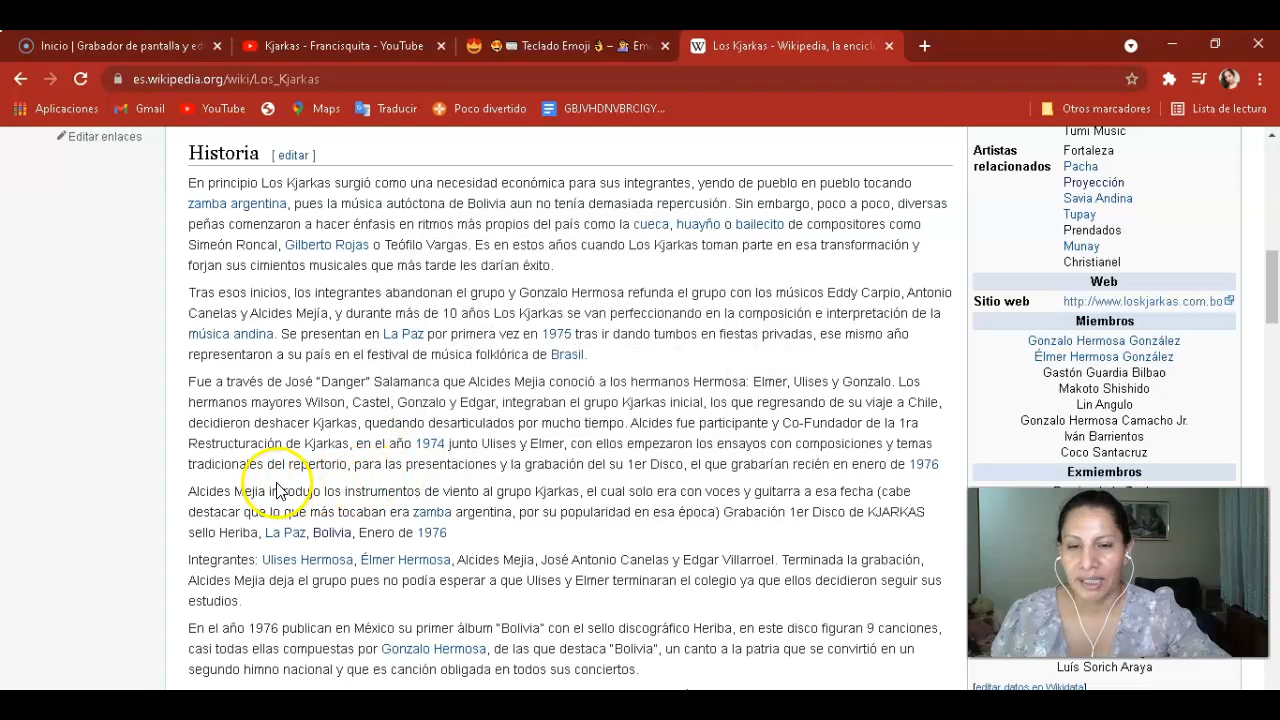 Inicio | Grabador de pantalla y ed
Kjarkas - Francisquita - YouTube
Teclado Emoji
Em
Los Kjarkas - Wikipedia, la encicl
es.wikipedia.org/wiki/Los_Kjarkas
Aplicaciones
Gmail
YouTube
Maps
Traducir
Poco divertido
GBJVHDNVBRCIGY...
Otros marcadores
Lista de lectura
Editar enlaces
Historia [ editar ]
En principio Los Kjarkas surgió como una necesidad económica para sus integrantes, yendo de pueblo en pueblo tocando
zamba argentina, pues la música autóctona de Bolivia aun no tenía demasiada repercusión. Sin embargo, poco a poco, diversas
peñas comenzaron a hacer énfasis en ritmos más propios del país como la cueca, huayño o bailecito de compositores como
Simeón Roncal, Gilberto Rojas o Teófilo Vargas. Es en estos años cuando Los Kjarkas toman parte en esa transformación y
forjan sus cimientos musicales que más tarde les darían éxito.
Tras esos inicios, los integrantes abandonan el grupo y Gonzalo Hermosa refunda el grupo con los músicos Eddy Carpio, Antonio
Canelas y Alcides Mejía, y durante más de 10 años Los Kjarkas se van perfeccionando en la composición e interpretación de la
música andina. Se presentan en La Paz por primera vez en 1975 tras ir dando tumbos en fiestas privadas, ese mismo año
representaron a su país en el festival de música folklórica de Brasil.
Fue a través de José "Danger" Salamanca que Alcides Mejia conoció a los hermanos Hermosa: Elmer, Ulises y Gonzalo. Los
hermanos mayores Wilson, Castel, Gonzalo y Edgar, integraban el grupo Kjarkas inicial, los que regresando de su viaje a Chile,
decidieron deshacer Kjarkas, quedando desarticulados por mucho tiempo. Alcides fue participante y Co-Fundador de la 1ra
Restructuración de Kjarkas, en el año 1974 junto Ulises y Elmer, con ellos empezaron los ensayos con composiciones y temas
tradicionales del repertorio, para las presentaciones y la grabación del su 1er Disco, el que grabarían recién en enero de 1976
Alcides Mejia introdujo los instrumentos de viento al grupo Kjarkas, el cual solo era con voces y guitarra a esa fecha (cabe
destacar que lo que más tocaban era zamba argentina, por su popularidad en esa época) Grabación 1er Disco de KJARKAS
sello Heriba, La Paz, Bolivia, Enero de 1976
Integrantes: Ulises Hermosa, Élmer Hermosa, Alcides Mejia, José Antonio Canelas y Edgar Villarroel. Terminada la grabación,
Alcides Mejia deja el grupo pues no podía esperar a que Ulises y Elmer terminaran el colegio ya que ellos decidieron seguir sus
estudios.
En el año 1976 publican en México su primer álbum "Bolivia" con el sello discográfico Heriba, en este disco figuran 9 canciones,
casi todas ellas compuestas por Gonzalo Hermosa, de las que destaca "Bolivia", un canto a la patria que se convirtió en un
segundo himno nacional y que es canción obligada en todos sus conciertos.
Tumi Music
Artistas relacionados
Fortaleza
Pacha
Proyección
Savia Andina
Tupay
Prendados
Munay
Christianel
Web
Sitio web http://www.loskjarkas.com.bo
Miembros
Gonzalo Hermosa González
Élmer Hermosa González
Gastón Guardia Bilbao
Makoto Shishido
Lin Angulo
Gonzalo Hermosa Camacho Jr.
Iván Barrientos
Coco Santacruz
Exmiembros
Luís Sorich Araya
[editar datos en Wikidata]